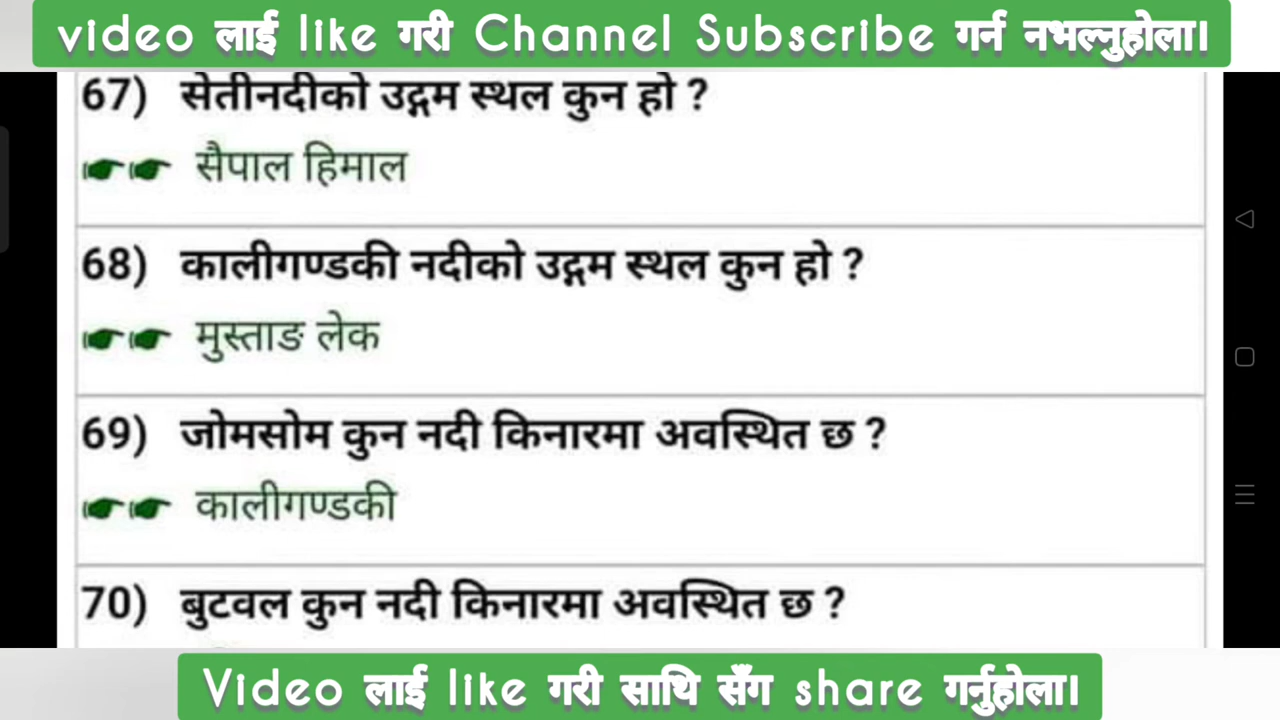 video लाई like गरी Channel Subscribe गर्न नभल्नुहोला।
67) सेतीनदीको उद्गम स्थल कुन हो ?
सैपाल हिमाल
68) कालीगण्डकी नदीको उद्गम स्थल कुन हो ?
मुस्ताङ लेक
69) जोमसोम कुन नदी किनारमा अवस्थित छ ?
कालीगण्डकी
70) बुटवल कुन नदी किनारमा अवस्थित छ ?
Video लाई like गरी साथि सँग share गर्नुहोला।